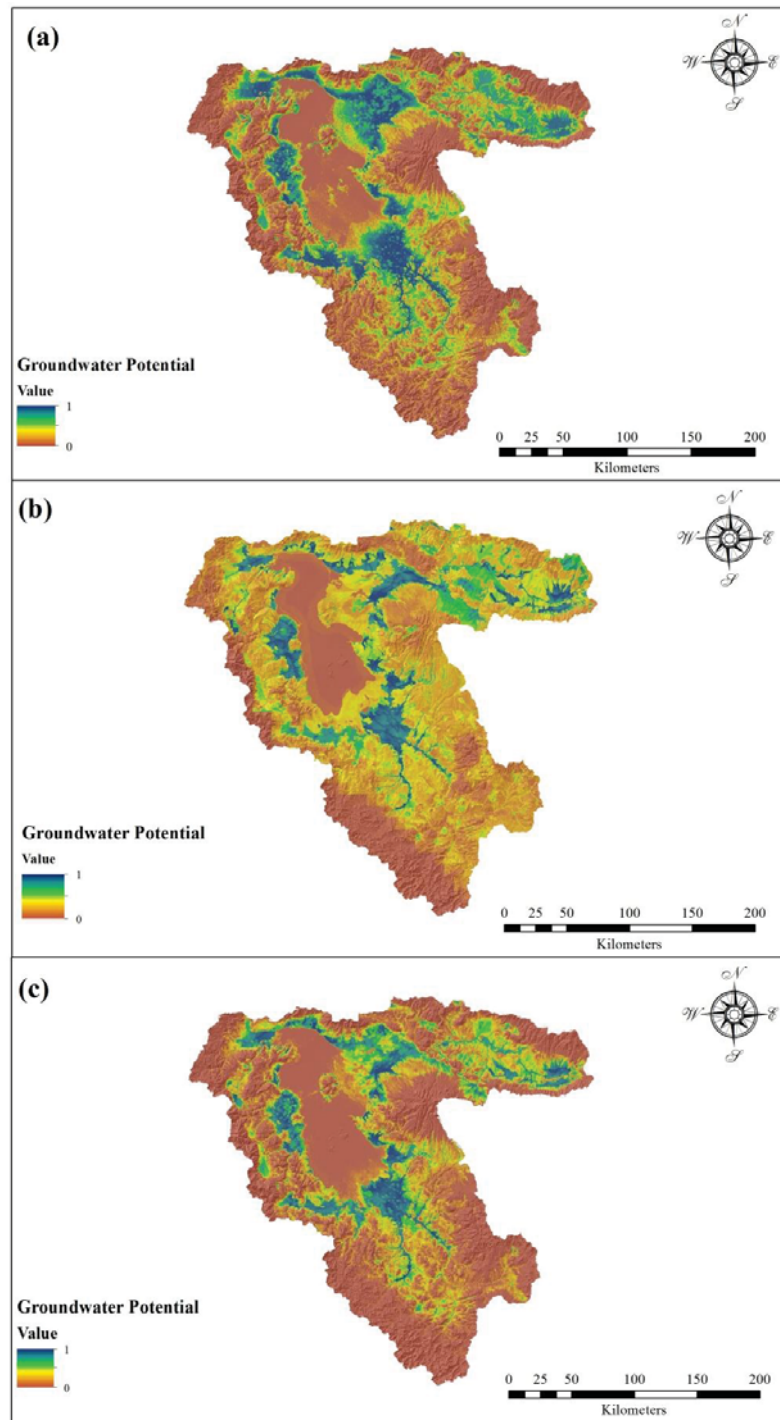 (a)
N
W E
S
Groundwater Potential
Value
1
0
0 25 50 100 150 200
Kilometers
(b)
N
W E
S
Groundwater Potential
Value
1
0
0 25 50 100 150 200
Kilometers
(c)
N
W E
S
Groundwater Potential
Value
1
0
0 25 50 100 150 200
Kilometers